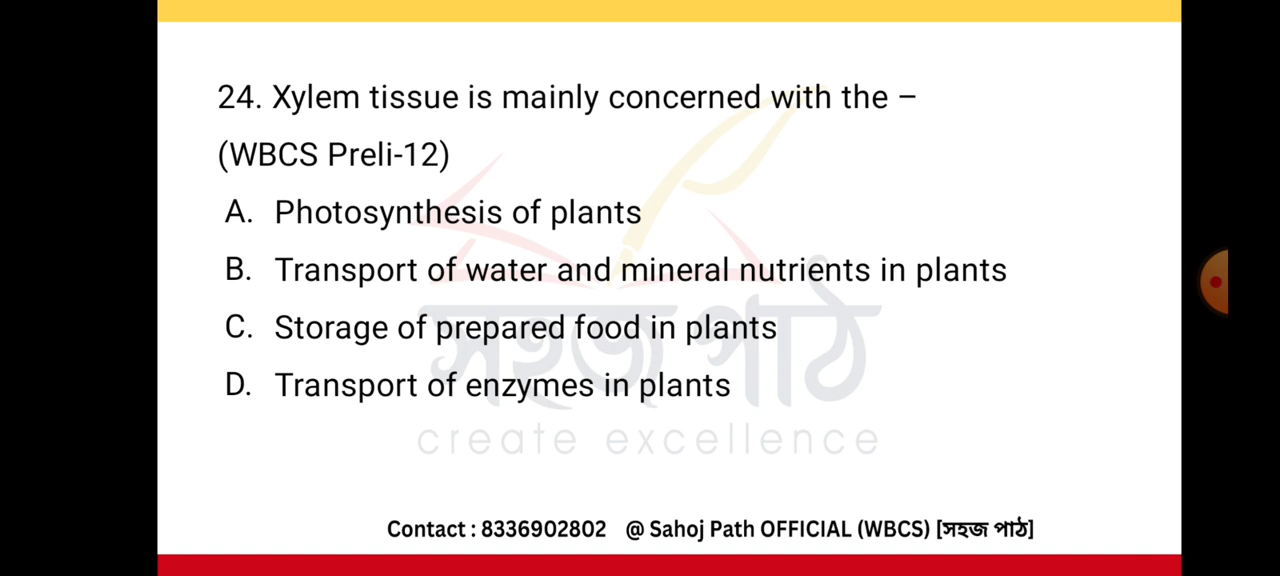 24. Xylem tissue is mainly concerned with the –
(WBCS Preli-12)
A. Photosynthesis of plants
B. Transport of water and mineral nutrients in plants
C. Storage of prepared food in plants
D. Transport of enzymes in plants
সহজ পাঠ
create excellence
Contact : 8336902802 @ Sahoj Path OFFICIAL (WBCS) [সহজ পাঠ]